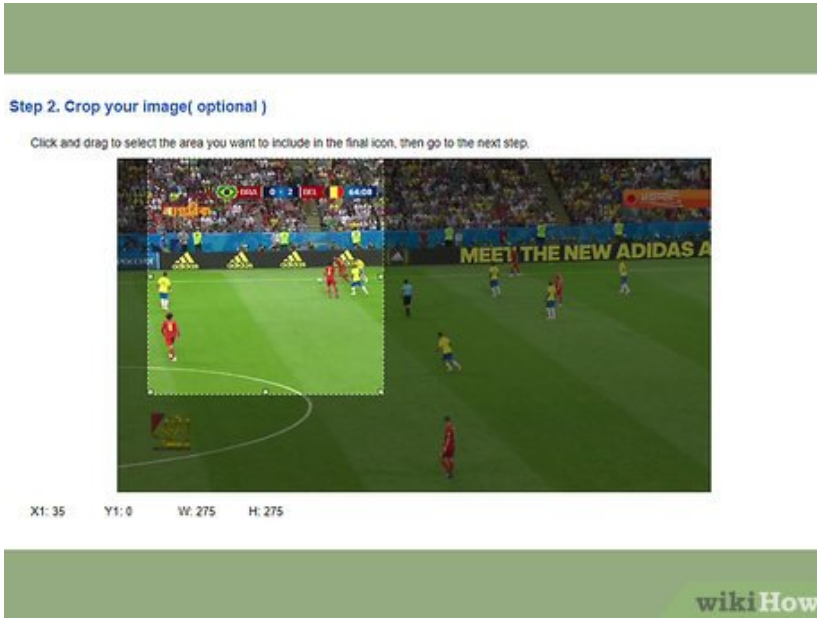 Step 2. Crop your image( optional )
Click and drag to select the area you want to include in the final icon, then go to the next step.
BRA 0 - 2 BEL 64:08
MEET THE NEW ADIDAS A
X1: 35 Y1: 0 W: 275 H: 275
wikiHow